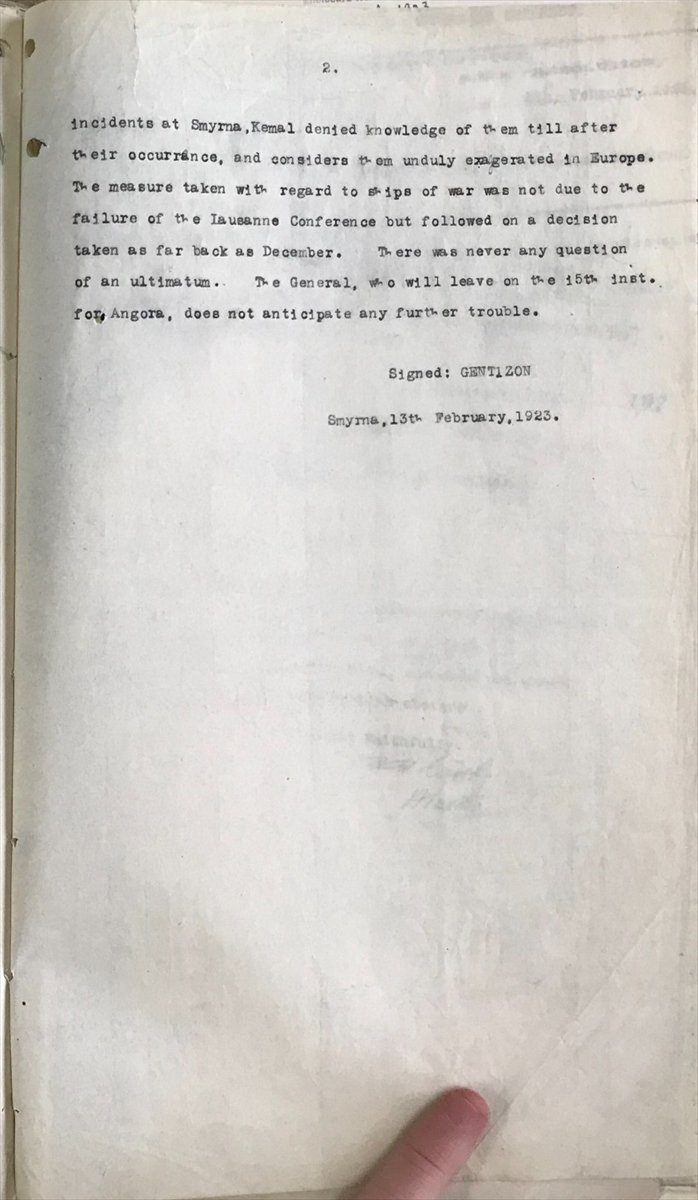 2.
incidents at Smyrna,Kemal denied knowledge of them till after
their occurrance, and considers them unduly exagerated in Europe.
The measure taken with regard to ships of war was not due to the
failure of the Iausanne Conference but followed on a decision
taken as far back as December. There was never any question
of an ultimatum.. The General, who will leave on the i5th inst.
for, Angora, does not anticipate any further trouble.
Signed: GENTIZON
Smyrna,13th February,1923.